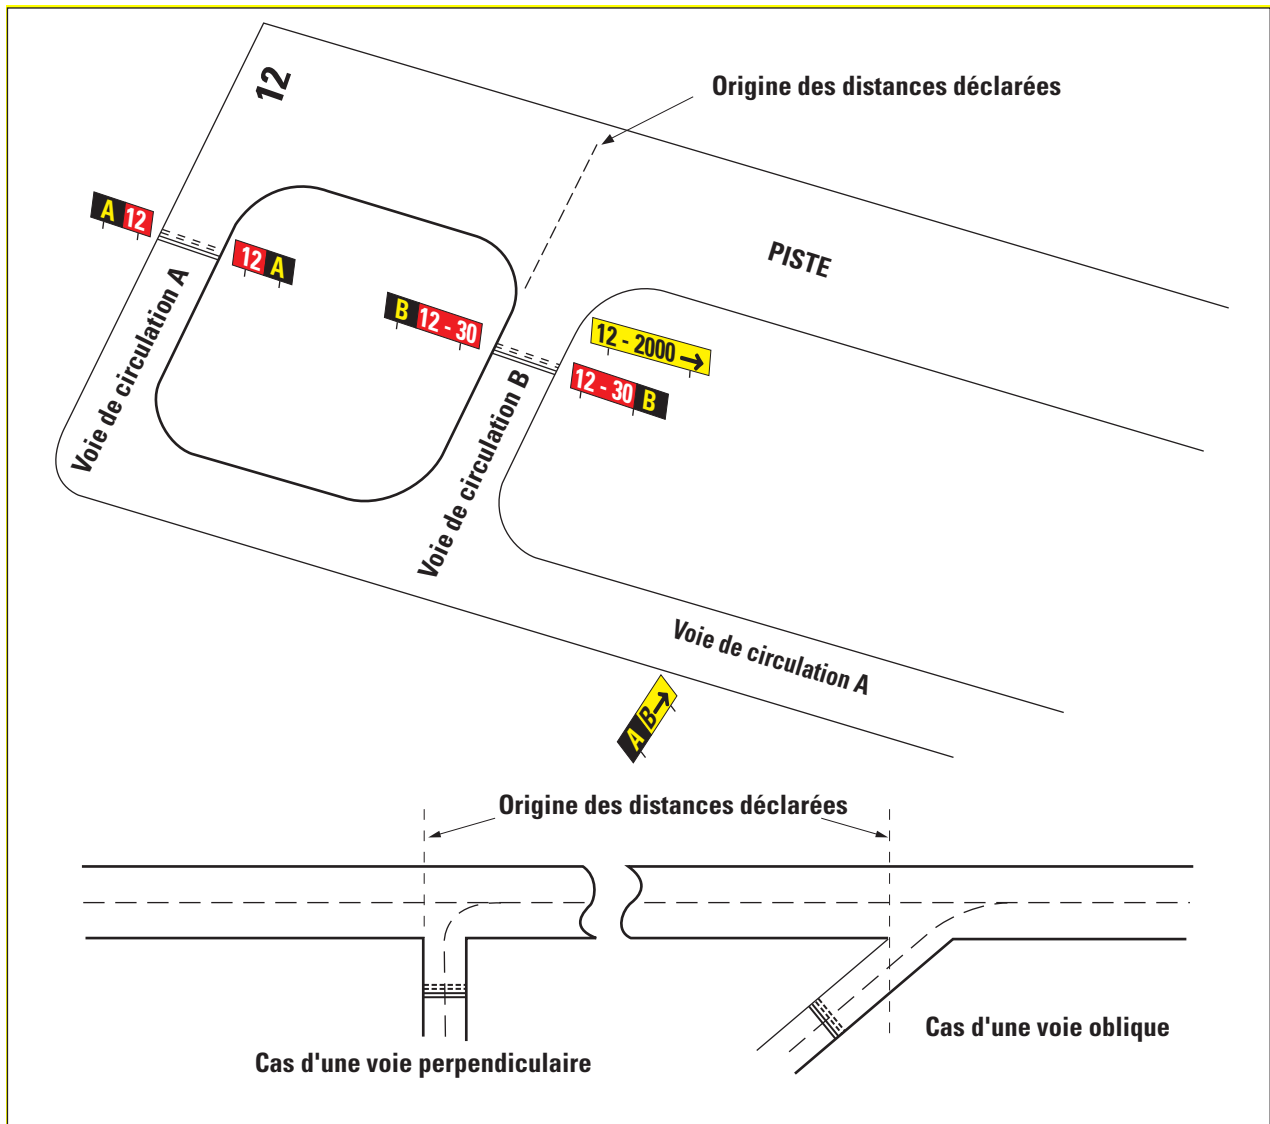 12
Origine des distances déclarées
A 12
12 A
PISTE
B 12 - 30
12 - 2000 →
12 - 30 B
Voie de circulation A
Voie de circulation B
Voie de circulation A
A B→
Origine des distances déclarées
Cas d'une voie oblique
Cas d'une voie perpendiculaire